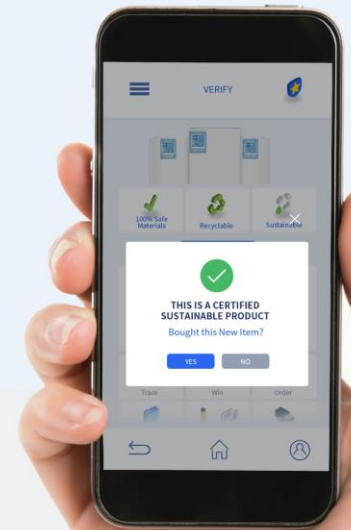 VERIFY
100% Safe
Materials
Recyclable
Sustainable
THIS IS A CERTIFIED
SUSTAINABLE PRODUCT
Bought this New Item?
YES
NO
Trace
Win
Order